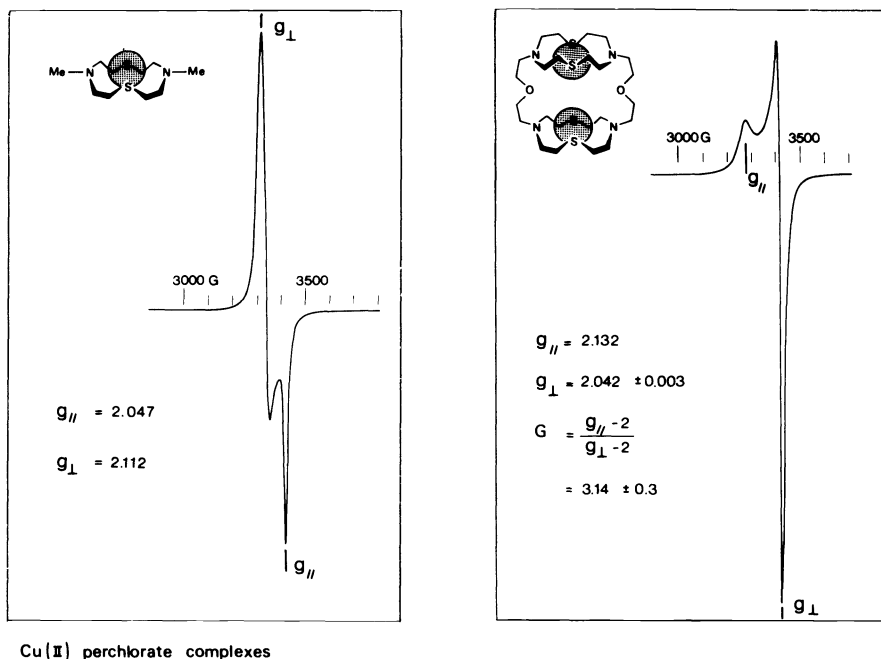 g⊥
Me—N
N—Me
S
3000 G
3500
g// = 2.047
g⊥ = 2.112
g//
N
N
S
O
O
N
N
S
3000 G
3500
g//
g// = 2.132
g⊥ = 2.042 ±0.003
G = g// -2
g⊥ -2
= 3.14 ±0.3
g⊥
Cu(II) perchlorate complexes